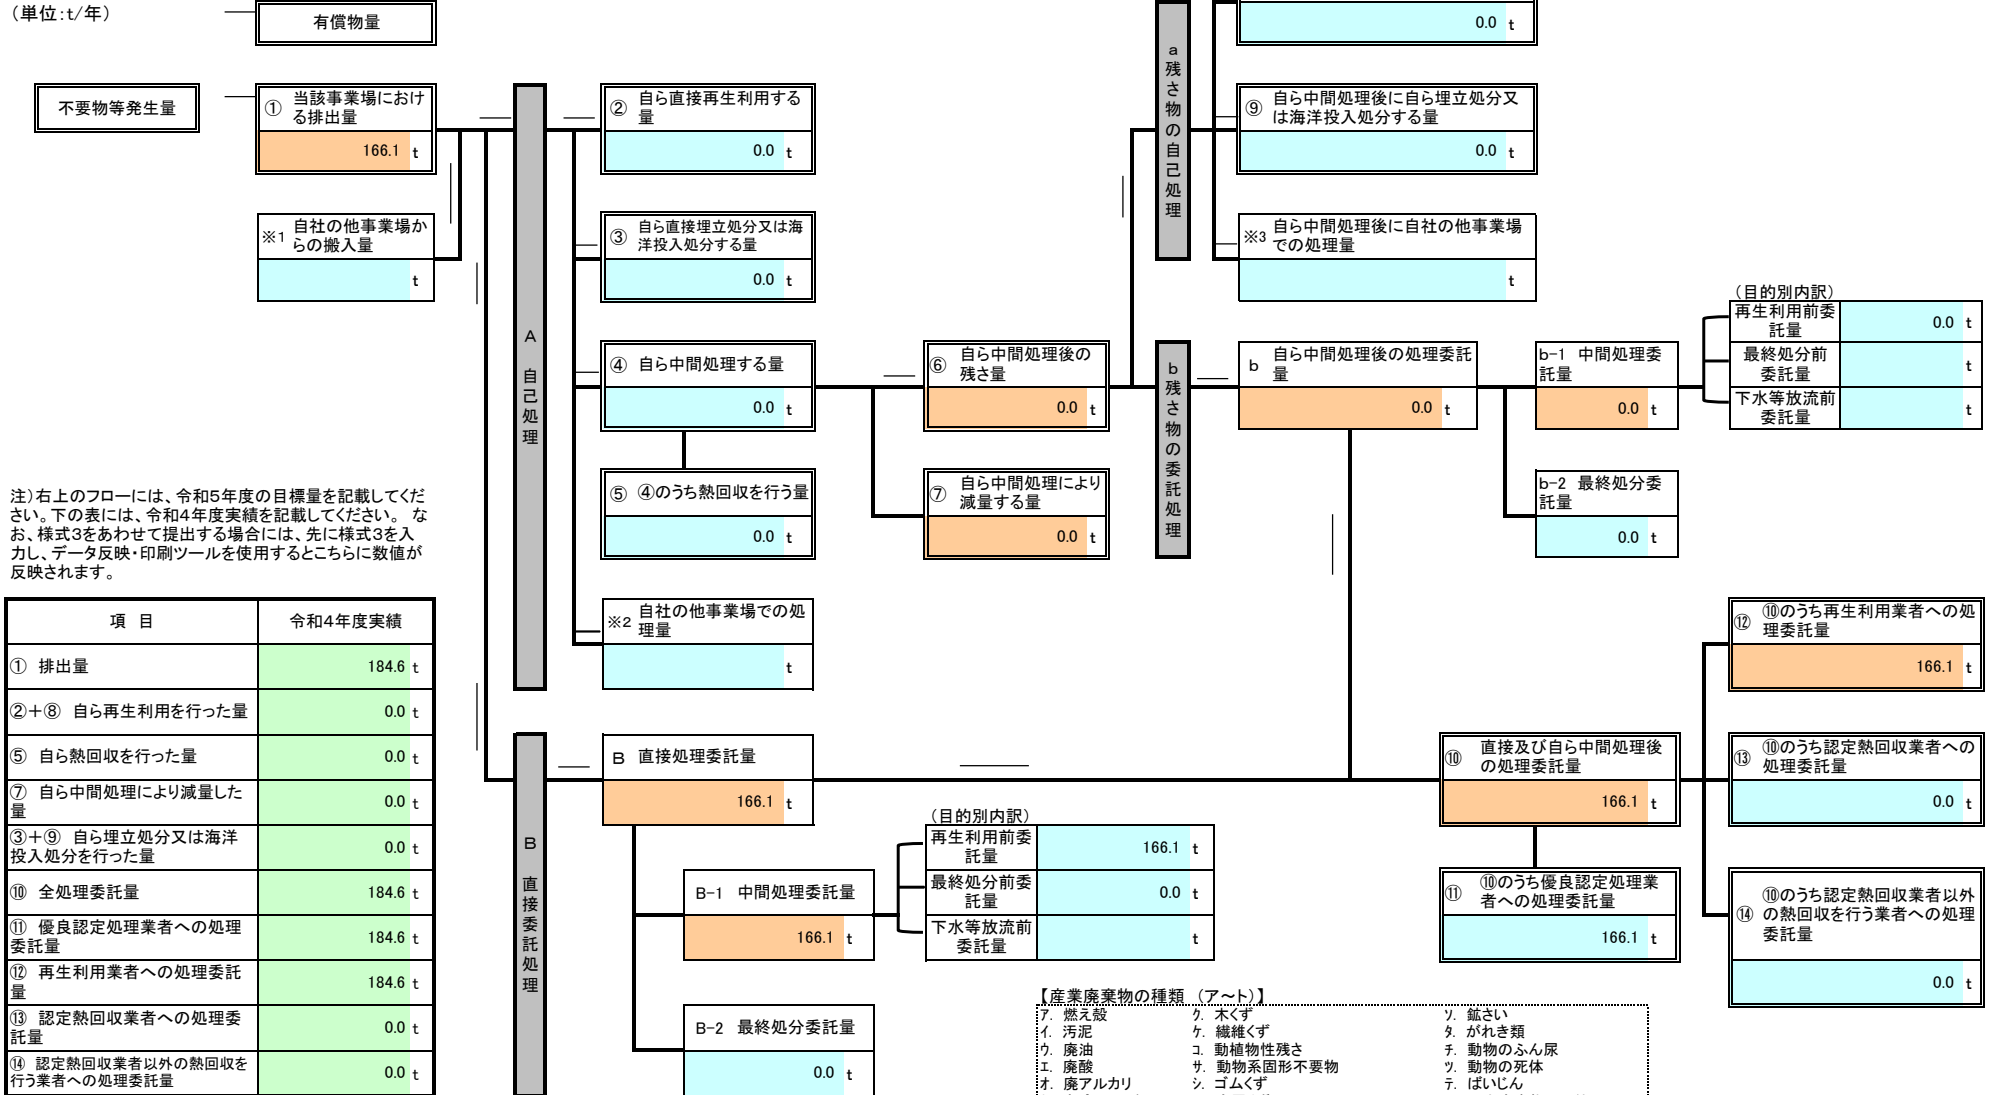 （単位：t/年）
有償物量
不要物等発生量
① 当該事業場におけ
る排出量
166.1 t
※1 自社の他事業場か
らの搬入量
t
A 自己処理
② 自ら直接再生利用する
量
0.0 t
③ 自ら直接埋立処分又は海
洋投入処分する量
0.0 t
④ 自ら中間処理する量
0.0 t
⑤ ④のうち熱回収を行う量
0.0 t
※2 自社の他事業場での処
理量
t
⑥ 自ら中間処理後の
残さ量
0.0 t
⑦ 自ら中間処理により
減量する量
0.0 t
a 残さ物の自己処理
0.0 t
⑨ 自ら中間処理後に自ら埋立処分又
は海洋投入処分する量
0.0 t
※3 自ら中間処理後に自社の他事業場
での処理量
t
b 残さ物の委託処理
b 自ら中間処理後の処理委託
量
0.0 t
b-1 中間処理委
託量
0.0 t
b-2 最終処分委
託量
0.0 t
（目的別内訳）
再生利用前委
託量
0.0 t
最終処分前
委託量
t
下水等放流前
委託量
t
注）右上のフローには、令和５年度の目標量を記載してくだ
さい。下の表には、令和４年度実績を記載してください。 な
お、様式３をあわせて提出する場合には、先に様式３を入
力し、データ反映・印刷ツールを使用するとこちらに数値が
反映されます。
項 目 令和４年度実績
① 排出量 184.6 t
②＋⑧ 自ら再生利用を行った量 0.0 t
⑤ 自ら熱回収を行った量 0.0 t
⑦ 自ら中間処理により減量した
量 0.0 t
③＋⑨ 自ら埋立処分又は海洋
投入処分を行った量 0.0 t
⑩ 全処理委託量 184.6 t
⑪ 優良認定処理業者への処理
委託量 184.6 t
⑫ 再生利用業者への処理委託
量 184.6 t
⑬ 認定熱回収業者への処理委
託量 0.0 t
⑭ 認定熱回収業者以外の熱回収を
行う業者への処理委託量 0.0 t
B 直接委託処理
B 直接処理委託量
166.1 t
B-1 中間処理委託量
166.1 t
B-2 最終処分委託量
0.0 t
（目的別内訳）
再生利用前委
託量
166.1 t
最終処分前委
託量
0.0 t
下水等放流前
委託量
t
⑩ 直接及び自ら中間処理後
の処理委託量
166.1 t
⑪ ⑩のうち優良認定処理業
者への処理委託量
166.1 t
⑫ ⑩のうち再生利用業者への処
理委託量
166.1 t
⑬ ⑩のうち認定熱回収業者への
処理委託量
0.0 t
⑭ ⑩のうち認定熱回収業者以外
の熱回収を行う業者への処理
委託量
0.0 t
【産業廃棄物の種類 （ア～ト）】
ｱ. 燃え殻 ｸ. 木くず ｿ. 鉱さい
ｲ. 汚泥 ｹ. 繊維くず ﾀ. がれき類
ｳ. 廃油 ｺ. 動植物性残さ ﾁ. 動物のふん尿
ｴ. 廃酸 ｻ. 動物系固形不要物 ﾂ. 動物の死体
ｵ. 廃アルカリ ｼ. ゴムくず ﾃ. ばいじん